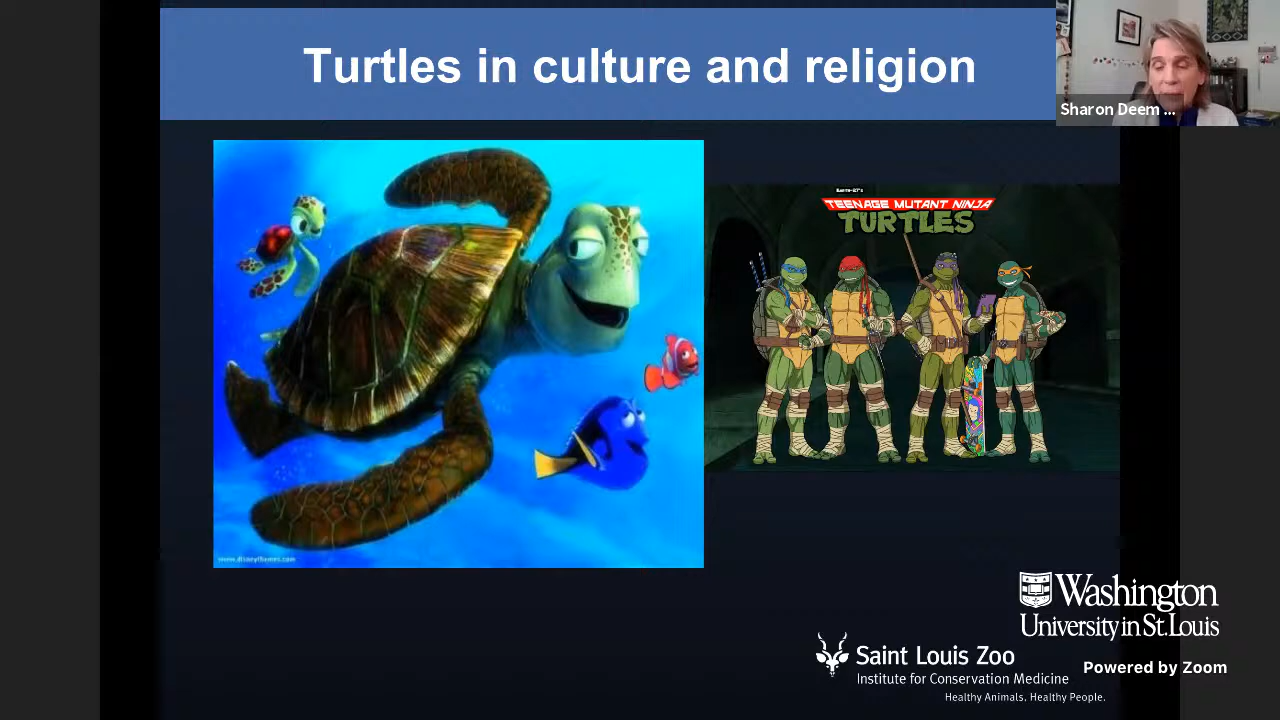 Turtles in culture and religion
Sharon Deem ...
TEENAGE MUTANT NINJA
TURTLES
Washington
University in St. Louis
Saint Louis Zoo
Institute for Conservation Medicine
Healthy Animals. Healthy People.
Powered by Zoom